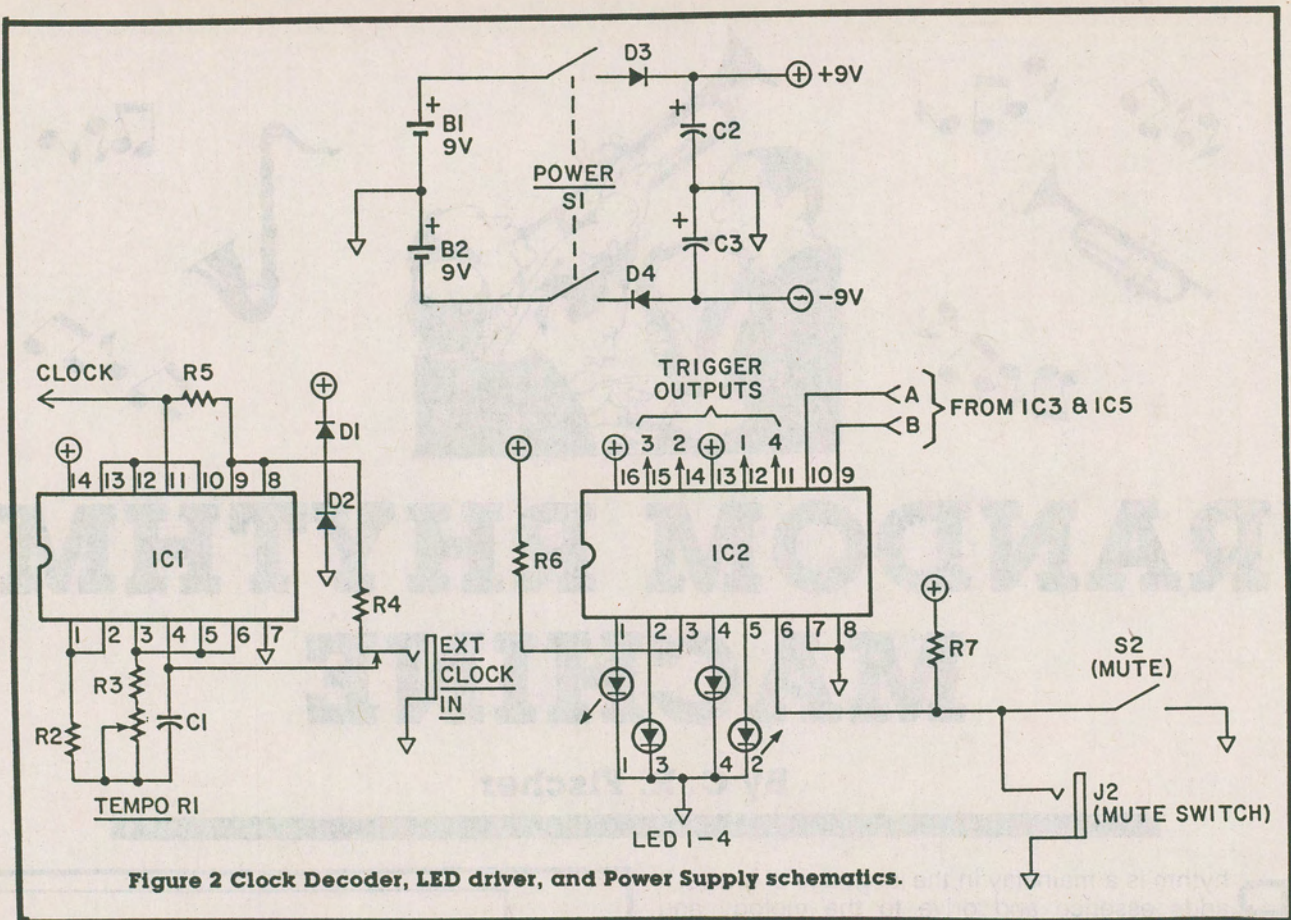 D3
+9V
+
B1
9V
+
C2
POWER
S1
+
B2
9V
+
C3
D4
-9V
CLOCK
R5
D1
14 13 12 11 10 9 8
D2
IC1
R4
1 2 3 4 5 6 7
R3
R2
C1
TEMPO R1
EXT
CLOCK
IN
TRIGGER
OUTPUTS
3 2 1 4
A
B
FROM IC3 & IC5
16 15 14 13 12 11 10 9
R6
IC2
1 2 3 4 5 6 7 8
R7
S2
(MUTE)
1 3 4 2
LED 1-4
J2
(MUTE SWITCH)
RANDOM RHYTHM
MACHINE
Figure 2 Clock Decoder, LED driver, and Power Supply schematics.